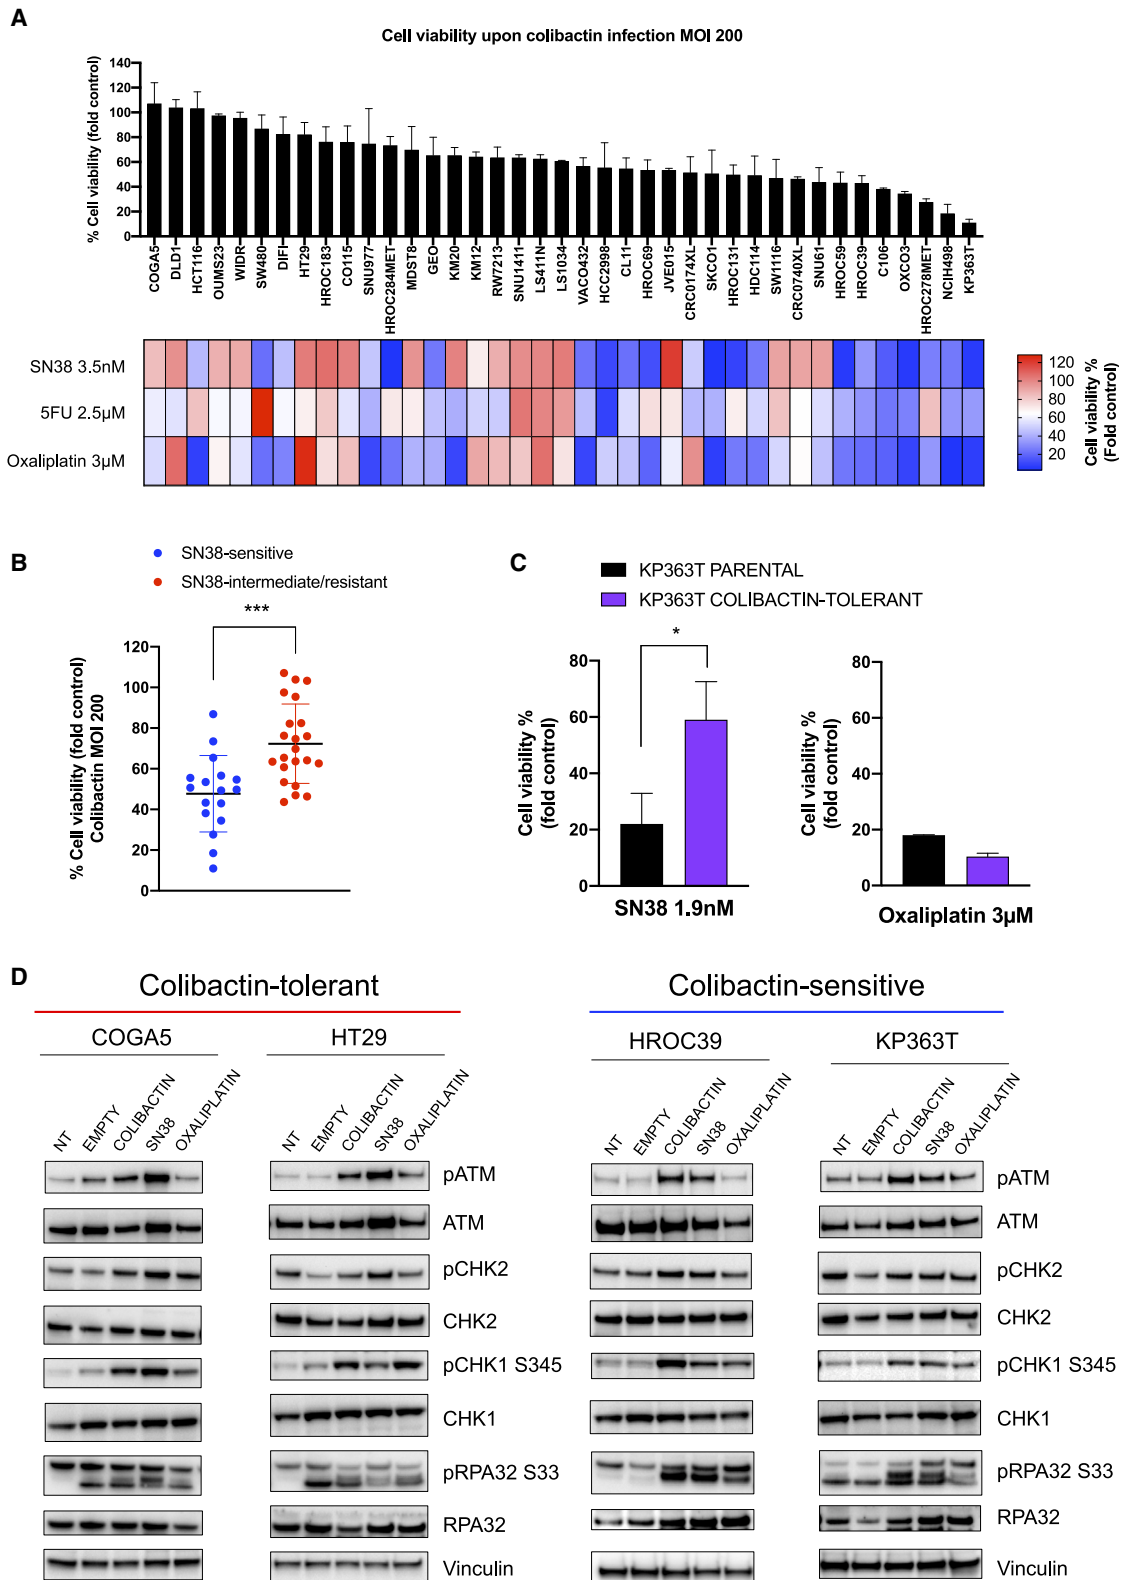 A
Cell viability upon colibactin infection MOI 200
% Cell viability (fold control)
140
120
100
80
60
40
20
0
COGA5
DLD1
HCT116
OUMS23
WIDR
SW480
DIFI
HT29
HROC183
CO115
SNU977
HROC284MET
MDST8
GEO
KM20
KM12
RW7213
SNU1411
LS411N
LS1034
VACO432
HCC2998
CL11
HROC69
JVE015
CRC0174XL
SKCO1
HROC131
HDC114
SW1116
CRC0740XL
SNU61
HROC59
HROC39
C106
OXCO3
HROC278MET
NCIH498
KP363T
SN38 3.5nM
5FU 2.5µM
Oxaliplatin 3µM
120
100
80
60
40
20
Cell viability %
(Fold control)
B
SN38-sensitive
SN38-intermediate/resistant
***
% Cell viability (fold control)
Colibactin MOI 200
120
100
80
60
40
20
0
C
KP363T PARENTAL
KP363T COLIBACTIN-TOLERANT
*
Cell viability %
(fold control)
80
60
40
20
0
SN38 1.9nM
Cell viability %
(fold control)
80
60
40
20
0
Oxaliplatin 3µM
D
Colibactin-tolerant
COGA5
NT
EMPTY
COLIBACTIN
SN38
OXALIPLATIN
HT29
NT
EMPTY
COLIBACTIN
SN38
OXALIPLATIN
pATM
ATM
pCHK2
CHK2
pCHK1 S345
CHK1
pRPA32 S33
RPA32
Vinculin
Colibactin-sensitive
HROC39
NT
EMPTY
COLIBACTIN
SN38
OXALIPLATIN
KP363T
NT
EMPTY
COLIBACTIN
SN38
OXALIPLATIN
pATM
ATM
pCHK2
CHK2
pCHK1 S345
CHK1
pRPA32 S33
RPA32
Vinculin